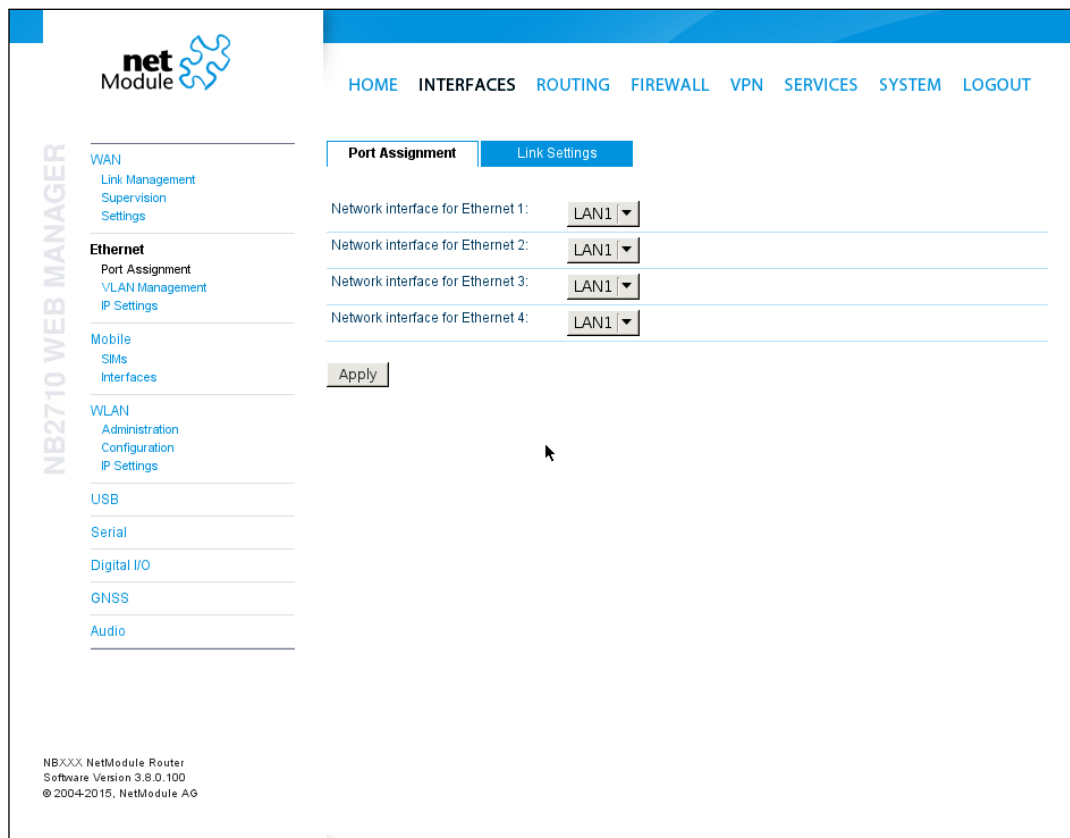 net
Module
HOME INTERFACES ROUTING FIREWALL VPN SERVICES SYSTEM LOGOUT
NB2710 WEB MANAGER
WAN
Link Management
Supervision
Settings
Ethernet
Port Assignment
VLAN Management
IP Settings
Mobile
SIMs
Interfaces
WLAN
Administration
Configuration
IP Settings
USB
Serial
Digital I/O
GNSS
Audio
Port Assignment Link Settings
Network interface for Ethernet 1: LAN1
Network interface for Ethernet 2: LAN1
Network interface for Ethernet 3: LAN1
Network interface for Ethernet 4: LAN1
Apply
NBXXX NetModule Router
Software Version 3.8.0.100
© 2004-2015, NetModule AG